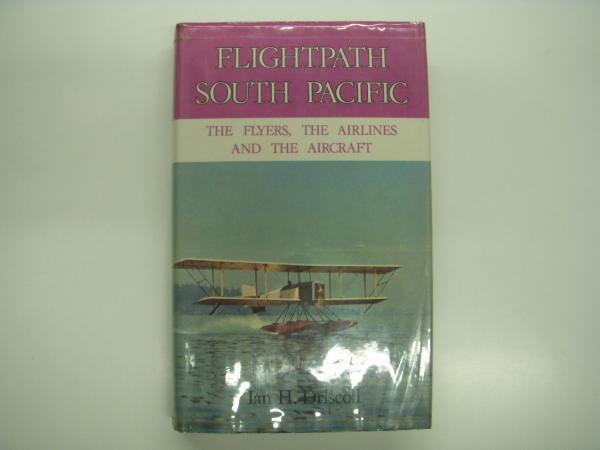 FLIGHTPATH
SOUTH PACIFIC
THE FLYERS, THE AIRLINES
AND THE AIRCRAFT
Ian H. Driscoll